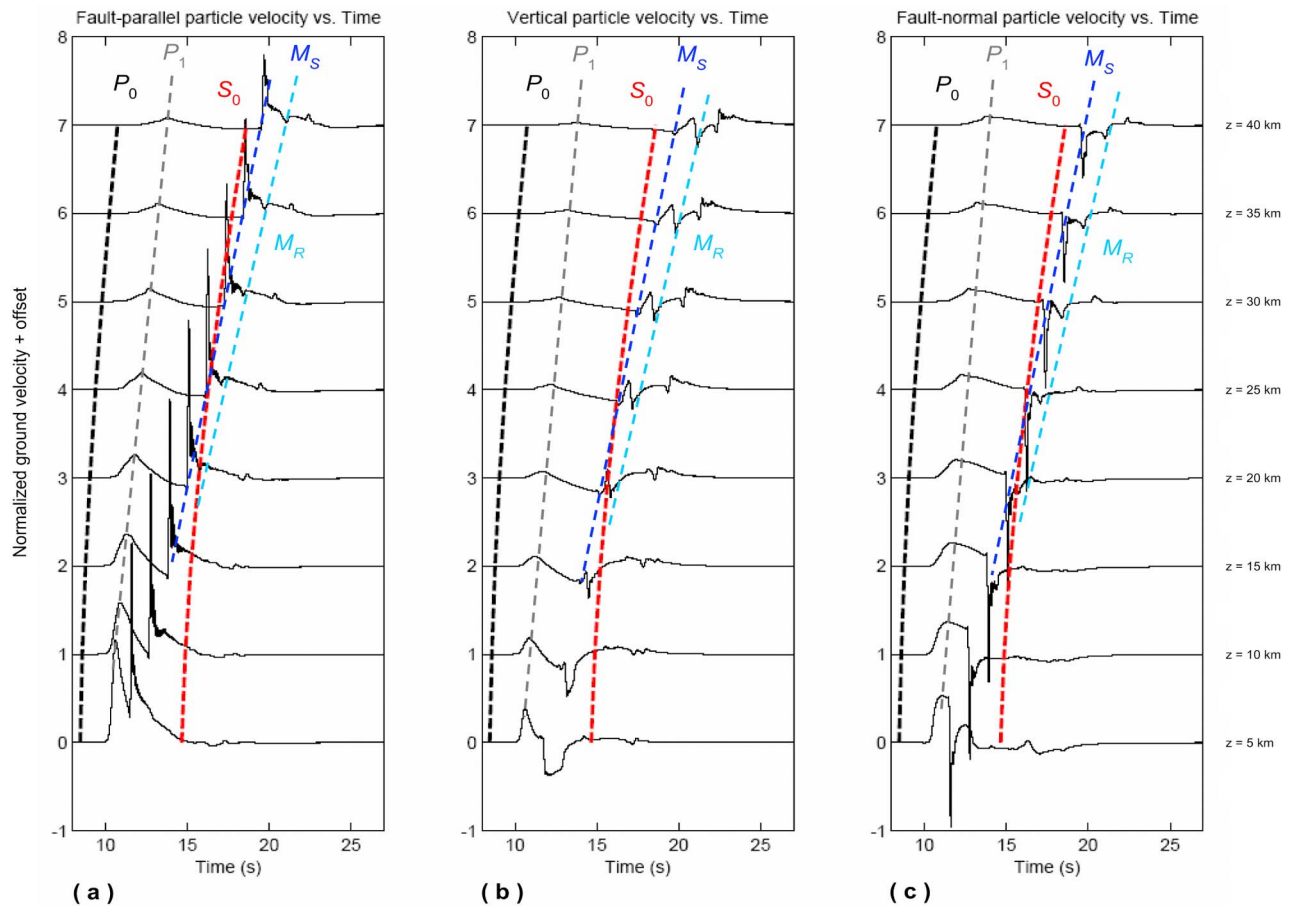 Fault-parallel particle velocity vs. Time
Vertical particle velocity vs. Time
Fault-normal particle velocity vs. Time
Normalized ground velocity + offset
8
7
6
5
4
3
2
1
0
-1
P0
P1
S0
MS
MR
10
15
20
25
Time (s)
( a )
8
7
6
5
4
3
2
1
0
-1
P0
P1
S0
MS
MR
10
15
20
25
Time (s)
( b )
8
7
6
5
4
3
2
1
0
-1
P0
P1
S0
MS
MR
10
15
20
25
Time (s)
( c )
z = 40 km
z = 35 km
z = 30 km
z = 25 km
z = 20 km
z = 15 km
z = 10 km
z = 5 km